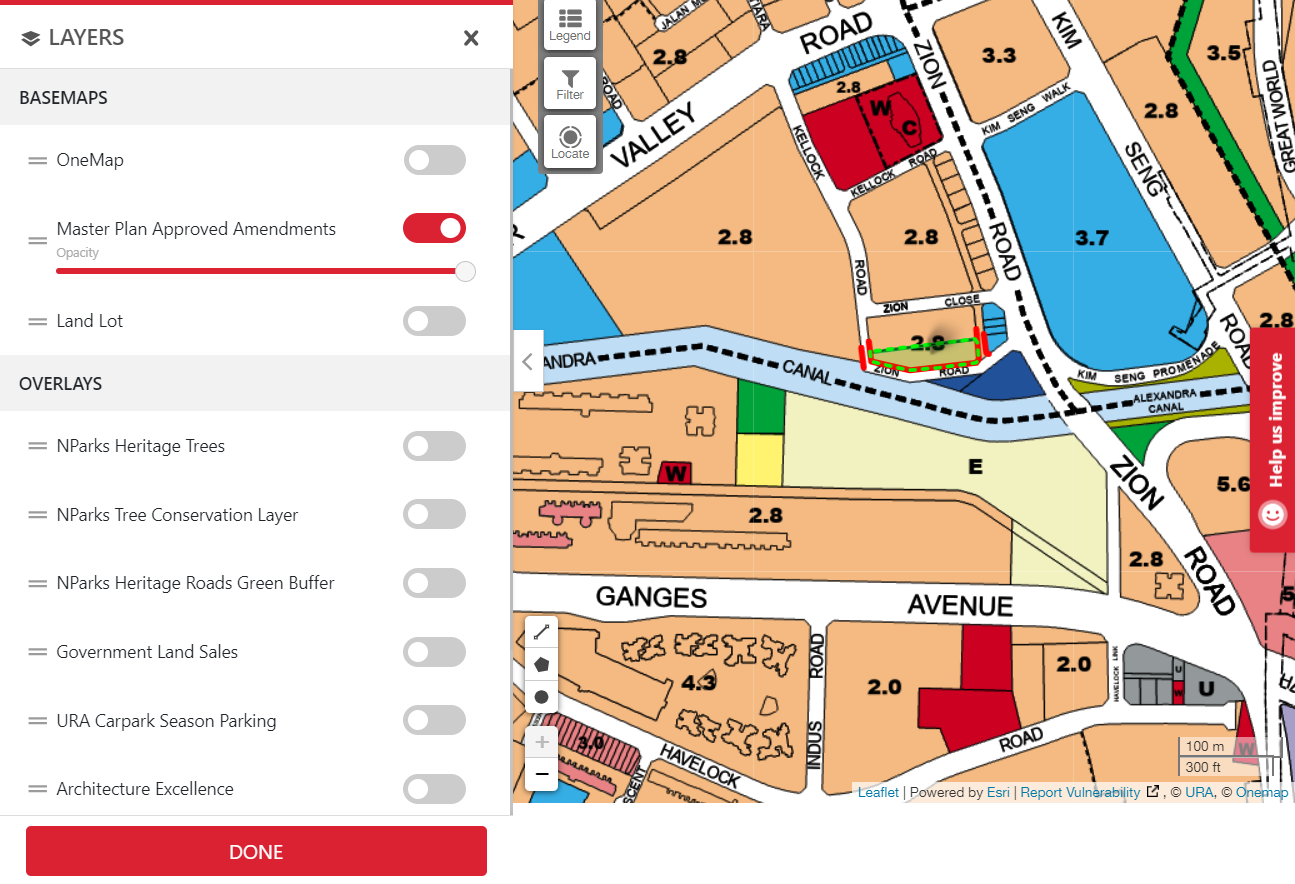 LAYERS
BASEMAPS
OneMap
Master Plan Approved Amendments
Opacity
Land Lot
OVERLAYS
NParks Heritage Trees
NParks Tree Conservation Layer
NParks Heritage Roads Green Buffer
Government Land Sales
URA Carpark Season Parking
Architecture Excellence
DONE
Legend
Filter
Locate
JALAN
ROAD
KIM
2.8
ROAD
ZION
3.3
3.5
GREAT WORLD
2.8
W
C
2.8
VALLEY
KELLOCK
KELLOCK ROAD
KIM SENG WALK
SENG
2.8
2.8
ROAD
ROAD
3.7
ZION CLOSE
2.8
ROAD
2.8
ANDRA
CANAL
ZION ROAD
KIM SENG PROMENADE
ALEXANDRA
CANAL
Help us improve
E
W
2.8
ZION
5.6
2.8
ROAD
5
GANGES AVENUE
4.3
ROAD
INDUS
2.0
2.0
HAVELOCK LINK
U
W
U
3.0
HAVELOCK
SCENT
ROAD
W
100 m
300 ft
Leaflet | Powered by Esri | Report Vulnerability , © URA, © Onemap